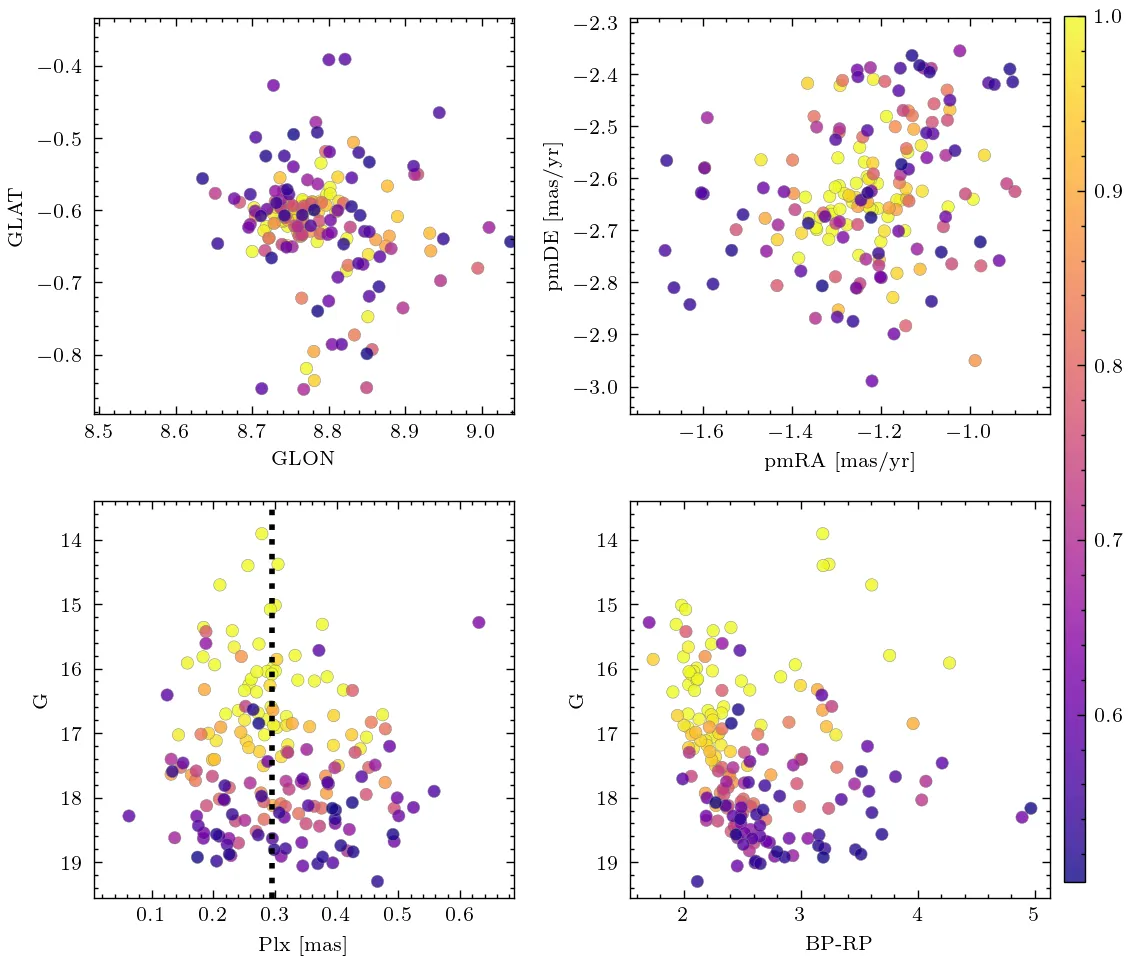 −0.4
−0.5
−0.6
−0.7
−0.8
GLAT
8.5 8.6 8.7 8.8 8.9 9.0
GLON
−2.3
−2.4
−2.5
−2.6
−2.7
−2.8
−2.9
−3.0
pmDE [mas/yr]
−1.6 −1.4 −1.2 −1.0
pmRA [mas/yr]
14
15
16
17
18
19
G
0.1 0.2 0.3 0.4 0.5 0.6
Plx [mas]
14
15
16
17
18
19
G
2 3 4 5
BP-RP
1.0
0.9
0.8
0.7
0.6